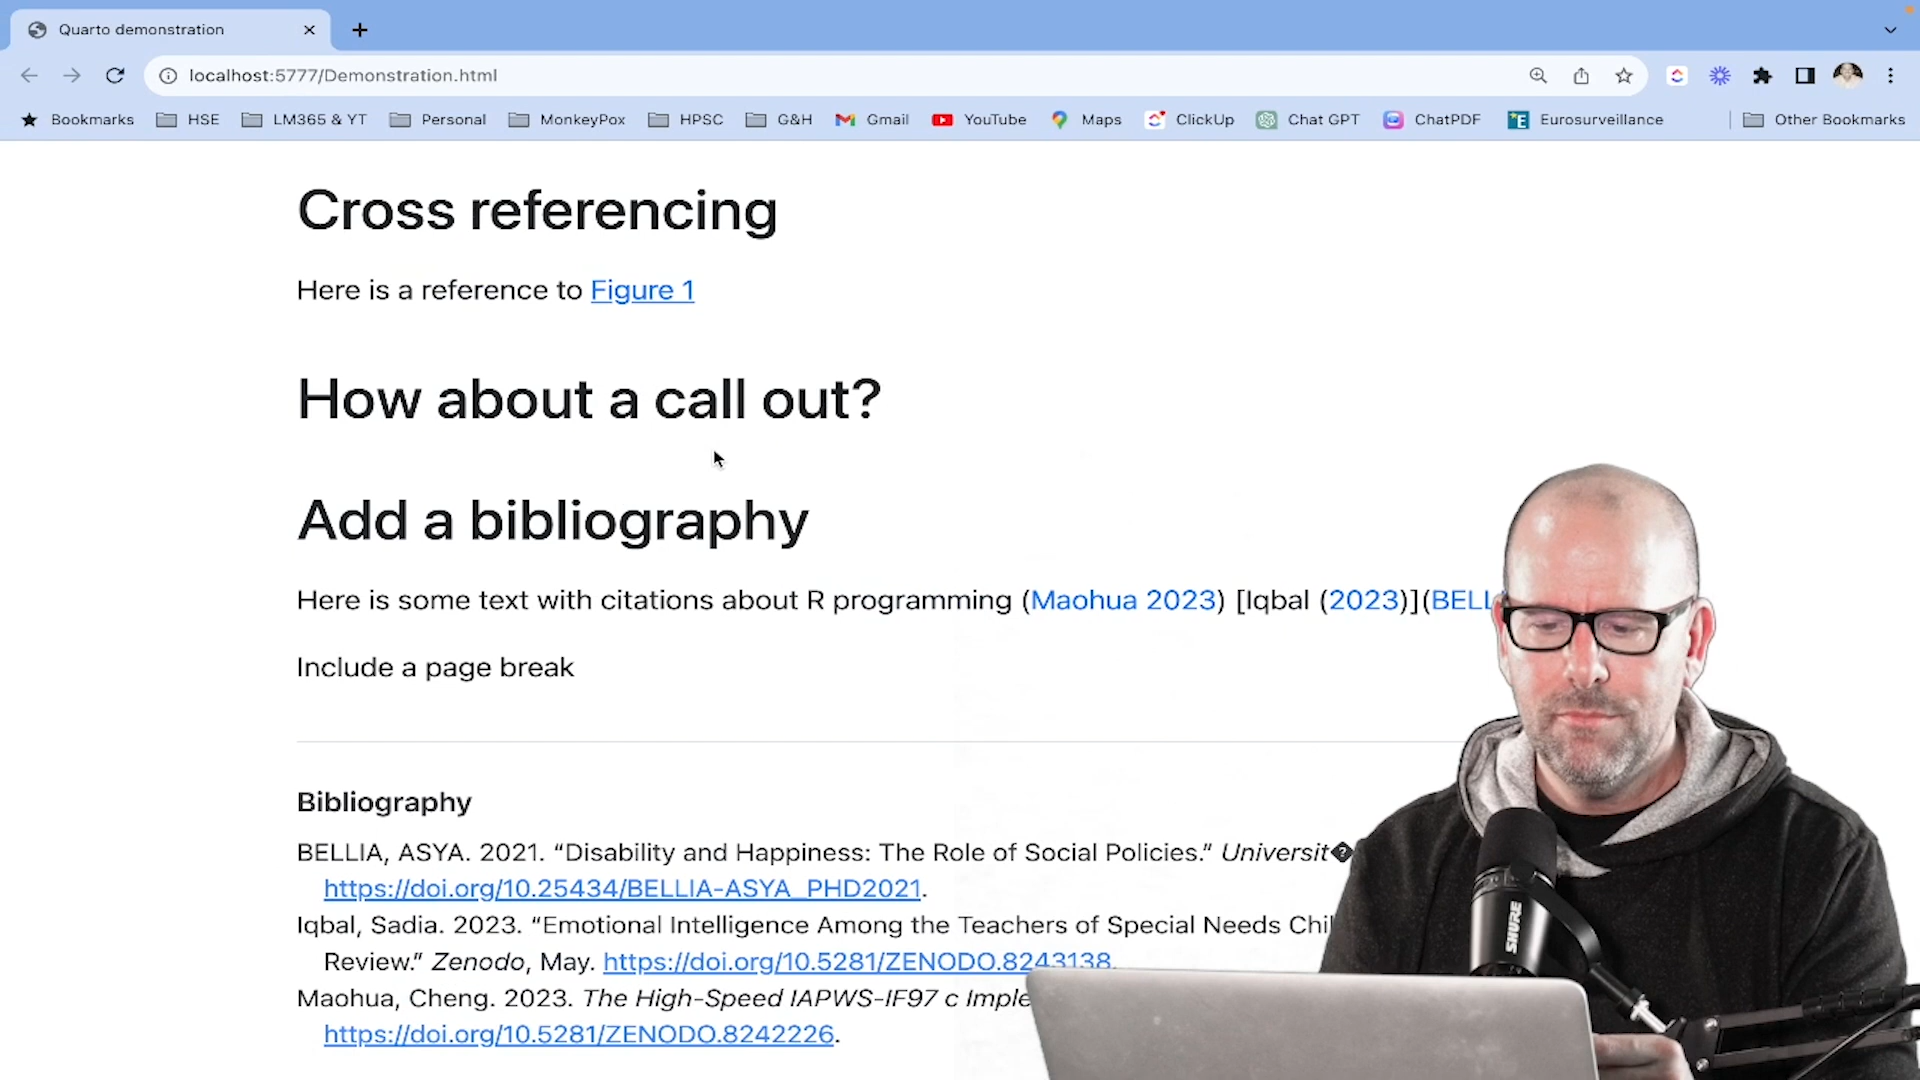 Quarto demonstration
localhost:5777/Demonstration.html
Bookmarks HSE LM365 & YT Personal MonkeyPox HPSC G&H Gmail YouTube Maps ClickUp Chat GPT ChatPDF Eurosurveillance Other Bookmarks
Cross referencing
Here is a reference to Figure 1
How about a call out?
Add a bibliography
Here is some text with citations about R programming (Maohua 2023) [Iqbal (2023)](BELL
Include a page break
Bibliography
BELLIA, ASYA. 2021. “Disability and Happiness: The Role of Social Policies.” Universit�
https://doi.org/10.25434/BELLIA-ASYA_PHD2021.
Iqbal, Sadia. 2023. “Emotional Intelligence Among the Teachers of Special Needs Chil
Review.” Zenodo, May. https://doi.org/10.5281/ZENODO.8243138.
Maohua, Cheng. 2023. The High-Speed IAPWS-IF97 c Imple
https://doi.org/10.5281/ZENODO.8242226.
SHURE